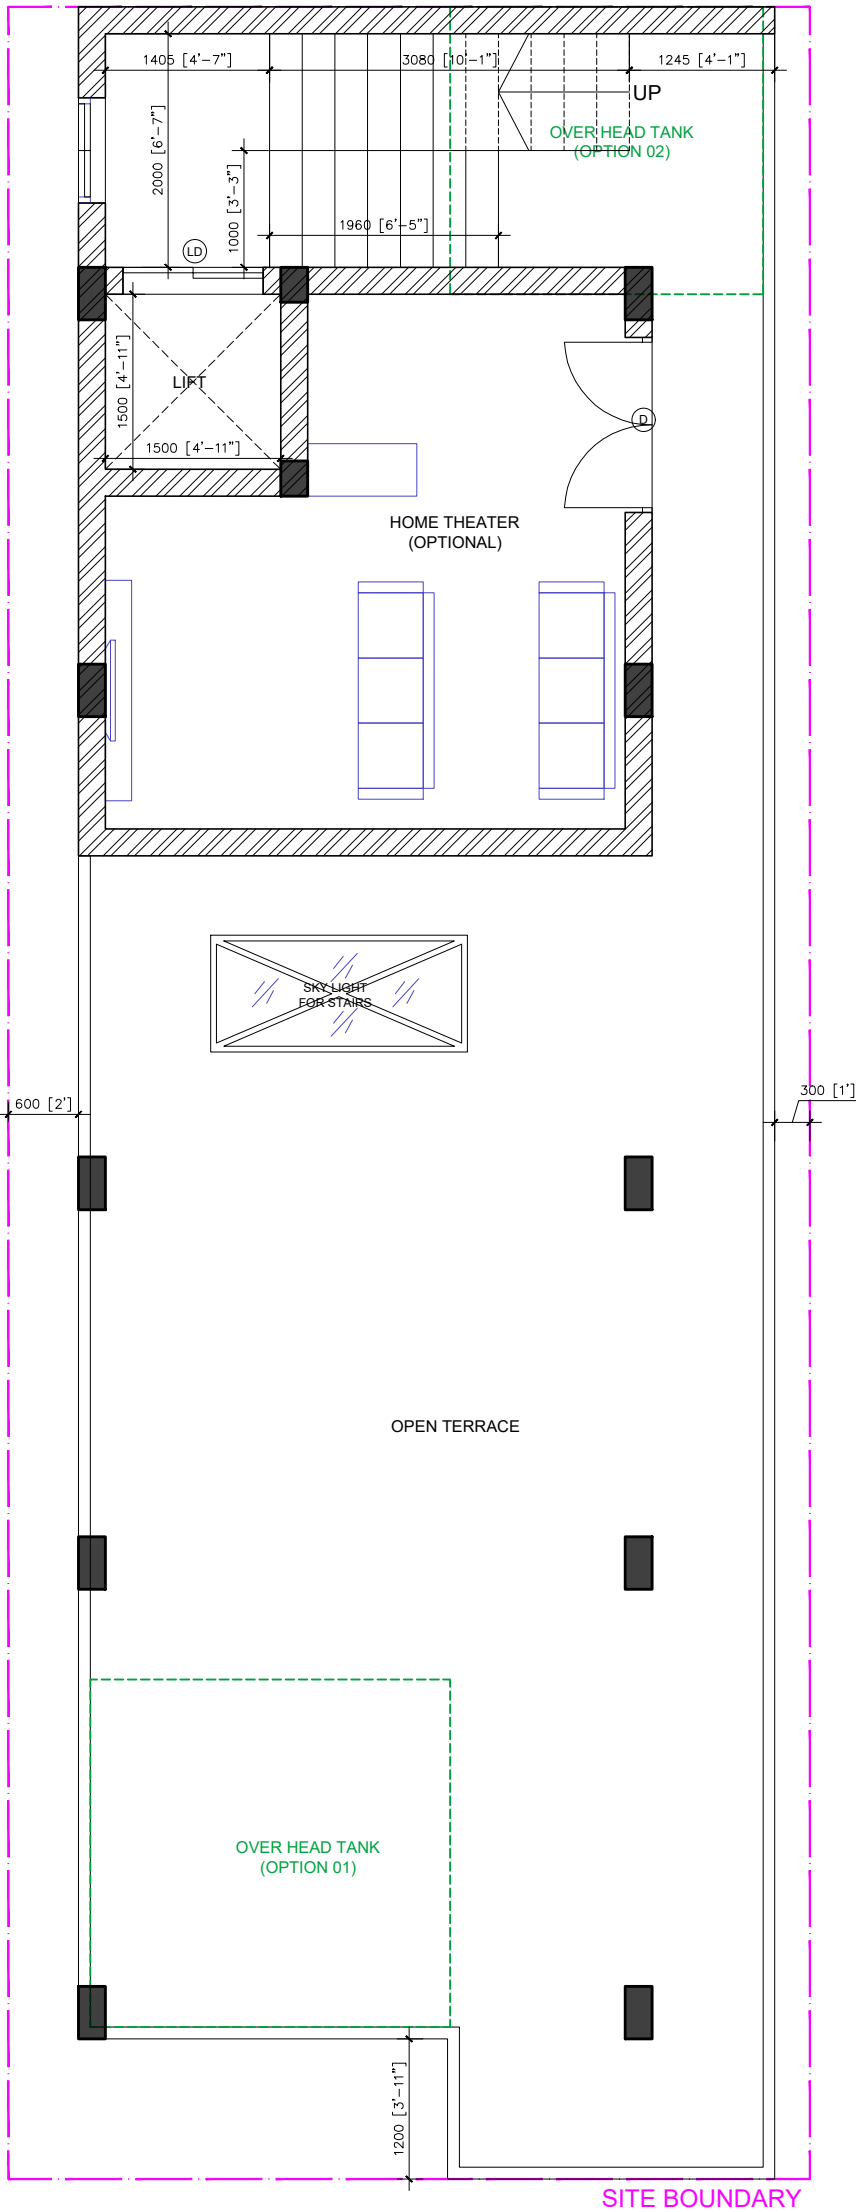 1405 [4'-7"]
3080 [10'-1"]
1245 [4'-1"]
UP
OVER HEAD TANK
(OPTION 02)
2000 [6'-7"]
1000 [3'-3"]
1960 [6'-5"]
LD
1500 [4'-11"]
LIFT
1500 [4'-11"]
D
HOME THEATER
(OPTIONAL)
SKY LIGHT
FOR STAIRS
600 [2']
300 [1']
OPEN TERRACE
OVER HEAD TANK
(OPTION 01)
1200 [3'-11"]
SITE BOUNDARY